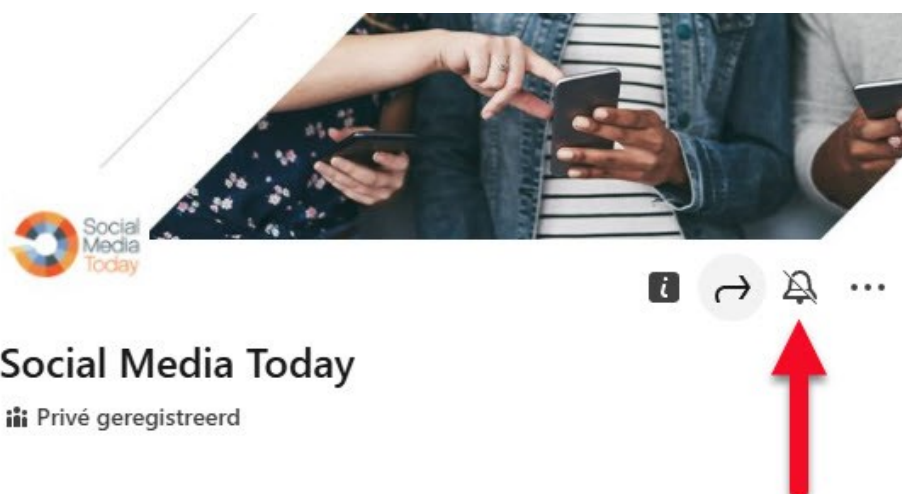 Social
Media
Today
Social Media Today
Privé geregistreerd